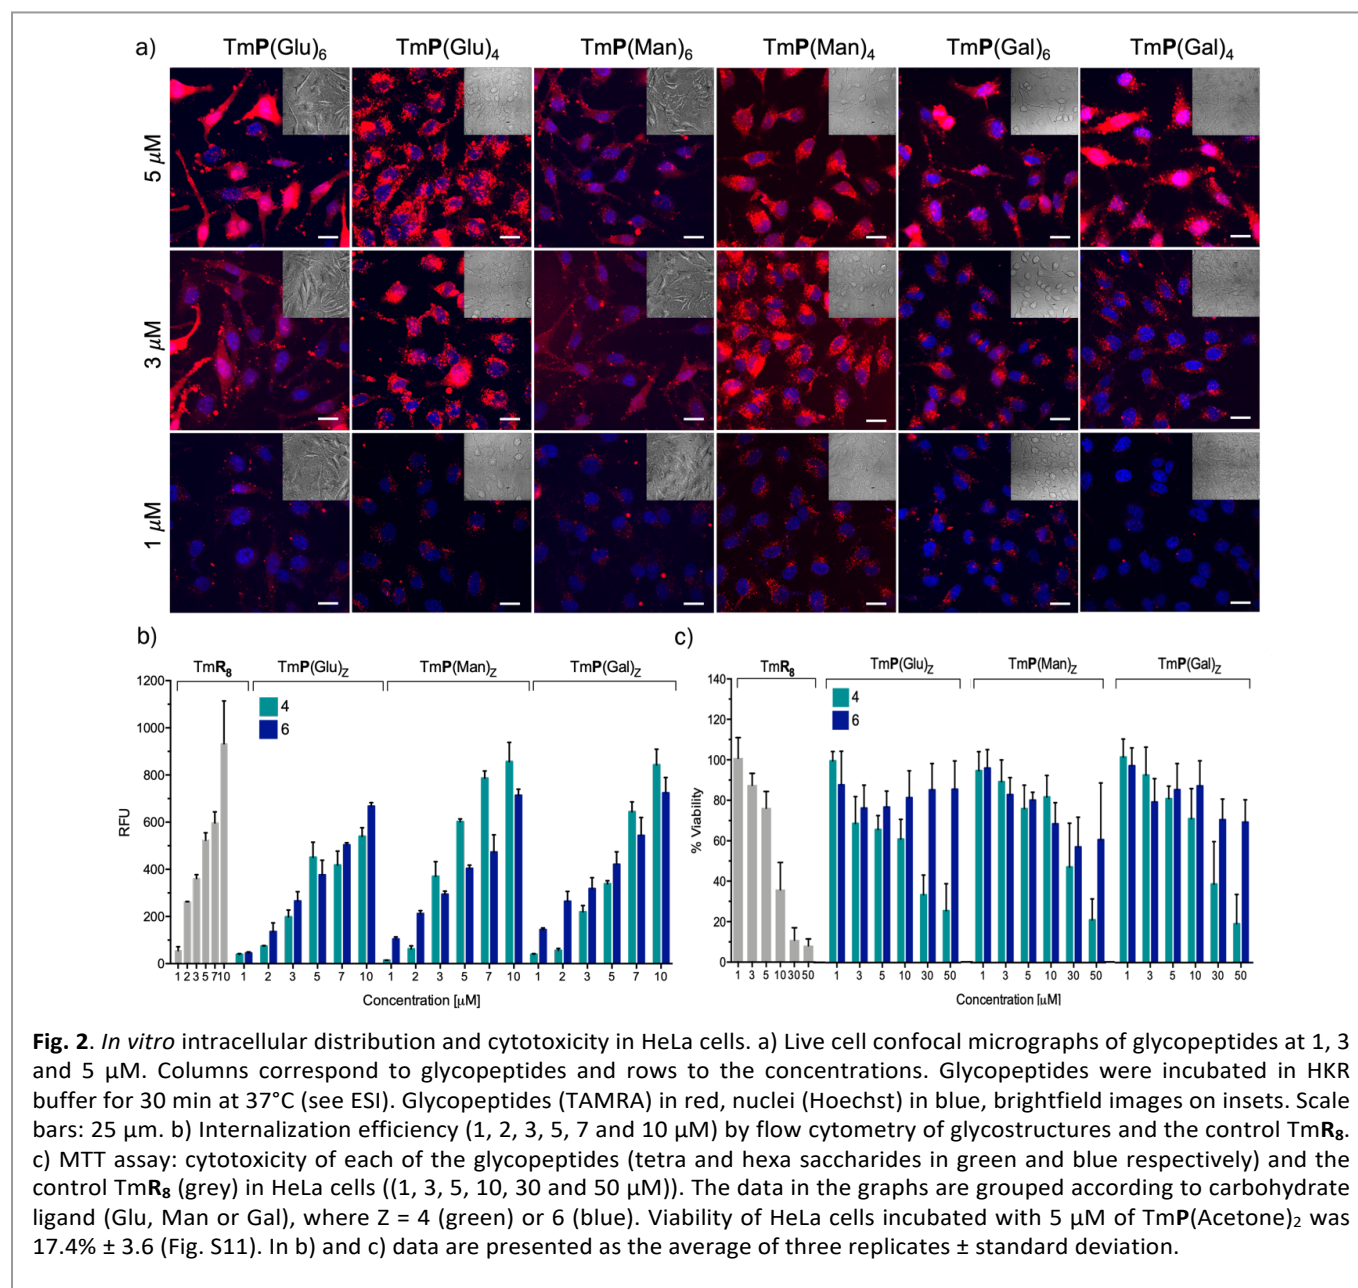 a) TmP(Glu)₆ TmP(Glu)₄ TmP(Man)₆ TmP(Man)₄ TmP(Gal)₆ TmP(Gal)₄
5 μM
3 μM
1 μM
b)
TmR₈ TmP(Glu)Z TmP(Man)Z TmP(Gal)Z
4
6
1200
1000
800
600
400
200
0
RFU
1 2 3 5 7 10 1 2 3 5 7 10 1 2 3 5 7 10 1 2 3 5 7 10
Concentration [μM]
c)
TmR₈ TmP(Glu)Z TmP(Man)Z TmP(Gal)Z
4
6
140
120
100
80
60
40
20
0
% Viability
1 3 5 10 30 50 1 3 5 10 30 50 1 3 5 10 30 50 1 3 5 10 30 50
Concentration [μM]
Fig. 2. In vitro intracellular distribution and cytotoxicity in HeLa cells. a) Live cell confocal micrographs of glycopeptides at 1, 3
and 5 μM. Columns correspond to glycopeptides and rows to the concentrations. Glycopeptides were incubated in HKR
buffer for 30 min at 37°C (see ESI). Glycopeptides (TAMRA) in red, nuclei (Hoechst) in blue, brightfield images on insets. Scale
bars: 25 μm. b) Internalization efficiency (1, 2, 3, 5, 7 and 10 μM) by flow cytometry of glycostructures and the control TmR₈.
c) MTT assay: cytotoxicity of each of the glycopeptides (tetra and hexa saccharides in green and blue respectively) and the
control TmR₈ (grey) in HeLa cells ((1, 3, 5, 10, 30 and 50 μM)). The data in the graphs are grouped according to carbohydrate
ligand (Glu, Man or Gal), where Z = 4 (green) or 6 (blue). Viability of HeLa cells incubated with 5 μM of TmP(Acetone)₂ was
17.4% ± 3.6 (Fig. S11). In b) and c) data are presented as the average of three replicates ± standard deviation.